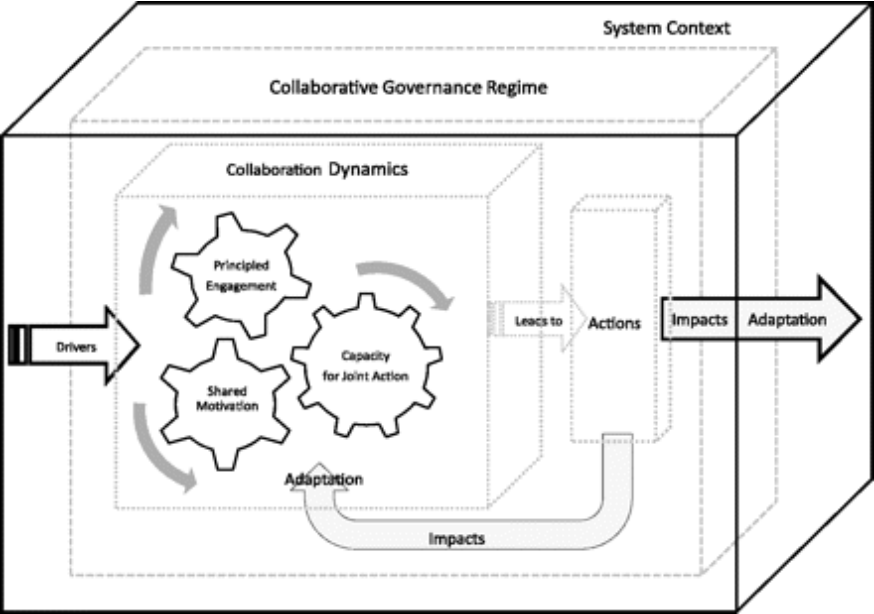 System Context
Collaborative Governance Regime
Collaboration Dynamics
Principled
Engagement
Drivers
Leads to
Actions
Impacts
Adaptation
Capacity
for Joint Action
Shared
Motivation
Adaptation
Impacts